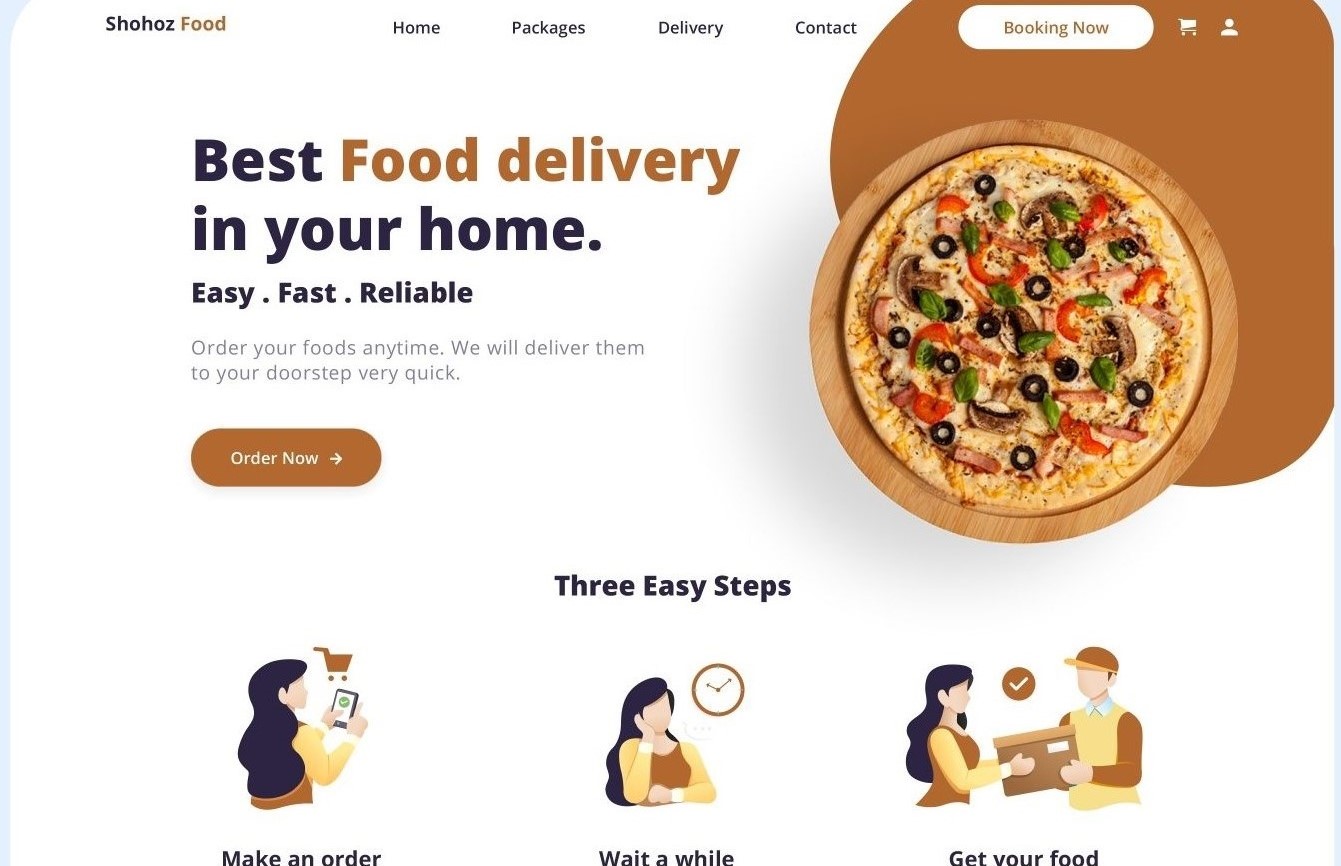 Shohoz Food
Home
Packages
Delivery
Contact
Booking Now
Best Food delivery
in your home.
Easy . Fast . Reliable
Order your foods anytime. We will deliver them
to your doorstep very quick.
Order Now
Three Easy Steps
Make an order
Wait a while
Get your food